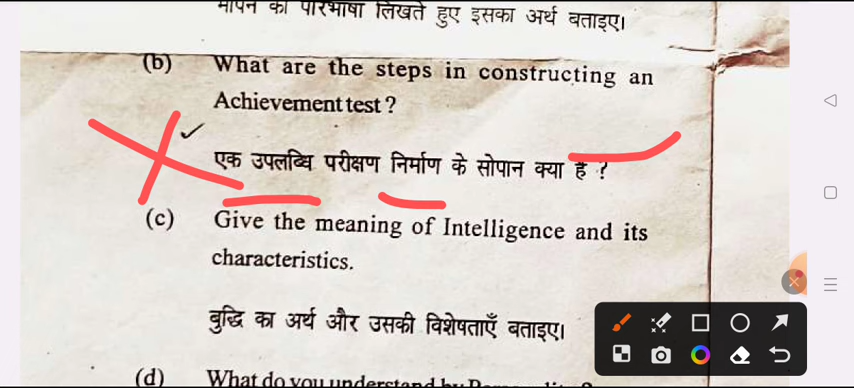 मापन की परिभाषा लिखते हुए इसका अर्थ बताइए।
(b) What are the steps in constructing an
Achievement test ?
एक उपलब्धि परीक्षण निर्माण के सोपान क्या है ?
(c) Give the meaning of Intelligence and its
characteristics.
बुद्धि का अर्थ और उसकी विशेषताएँ बताइए।
(d) What do you understand by